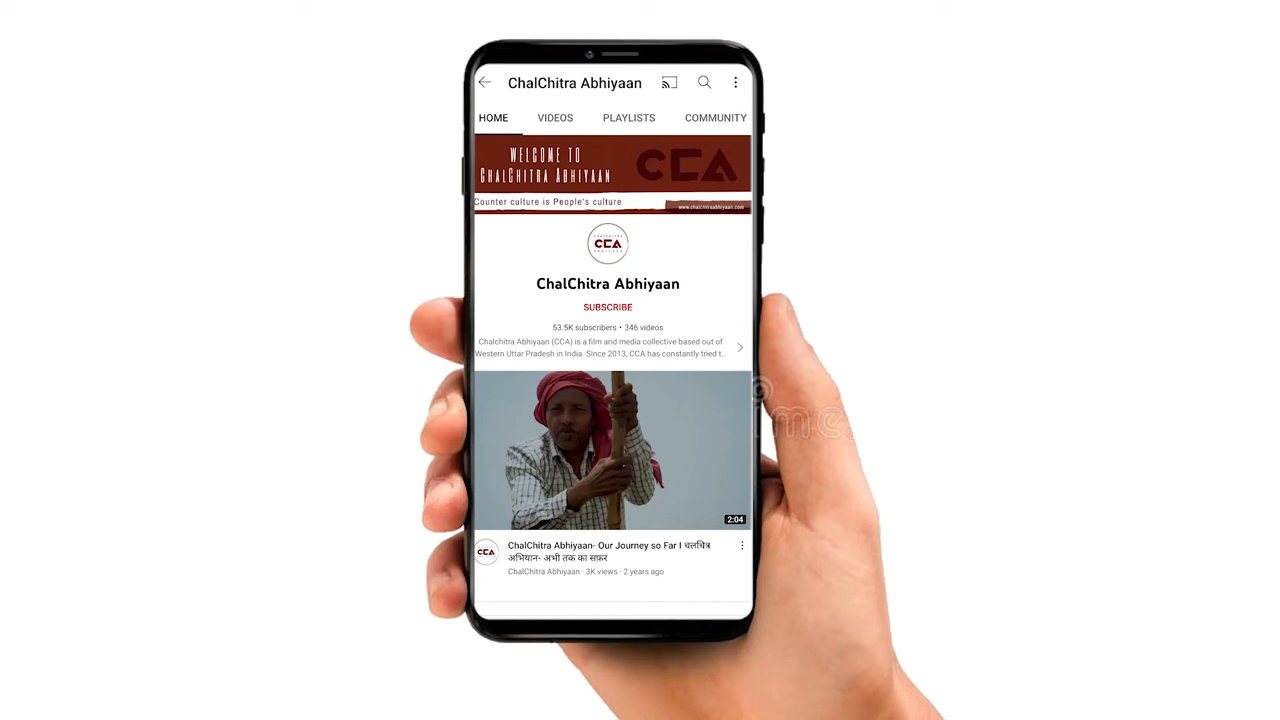 ChalChitra Abhiyaan
HOME VIDEOS PLAYLISTS COMMUNITY
WELCOME TO
CHALCHITRA ABHIYAAN
CCA
Counter culture is People's culture
www.chalchitraabhiyaan.com
CHALCHITRA
CCA
ABHIYAAN
ChalChitra Abhiyaan
SUBSCRIBE
53.5K subscribers • 346 videos
Chalchitra Abhiyaan (CCA) is a film and media collective based out of
Western Uttar Pradesh in India. Since 2013, CCA has constantly tried t...
2:04
CCA
ChalChitra Abhiyaan- Our Journey so Far I चलचित्र
अभियान- अभी तक का सफ़र
ChalChitra Abhiyaan · 3K views · 2 years ago